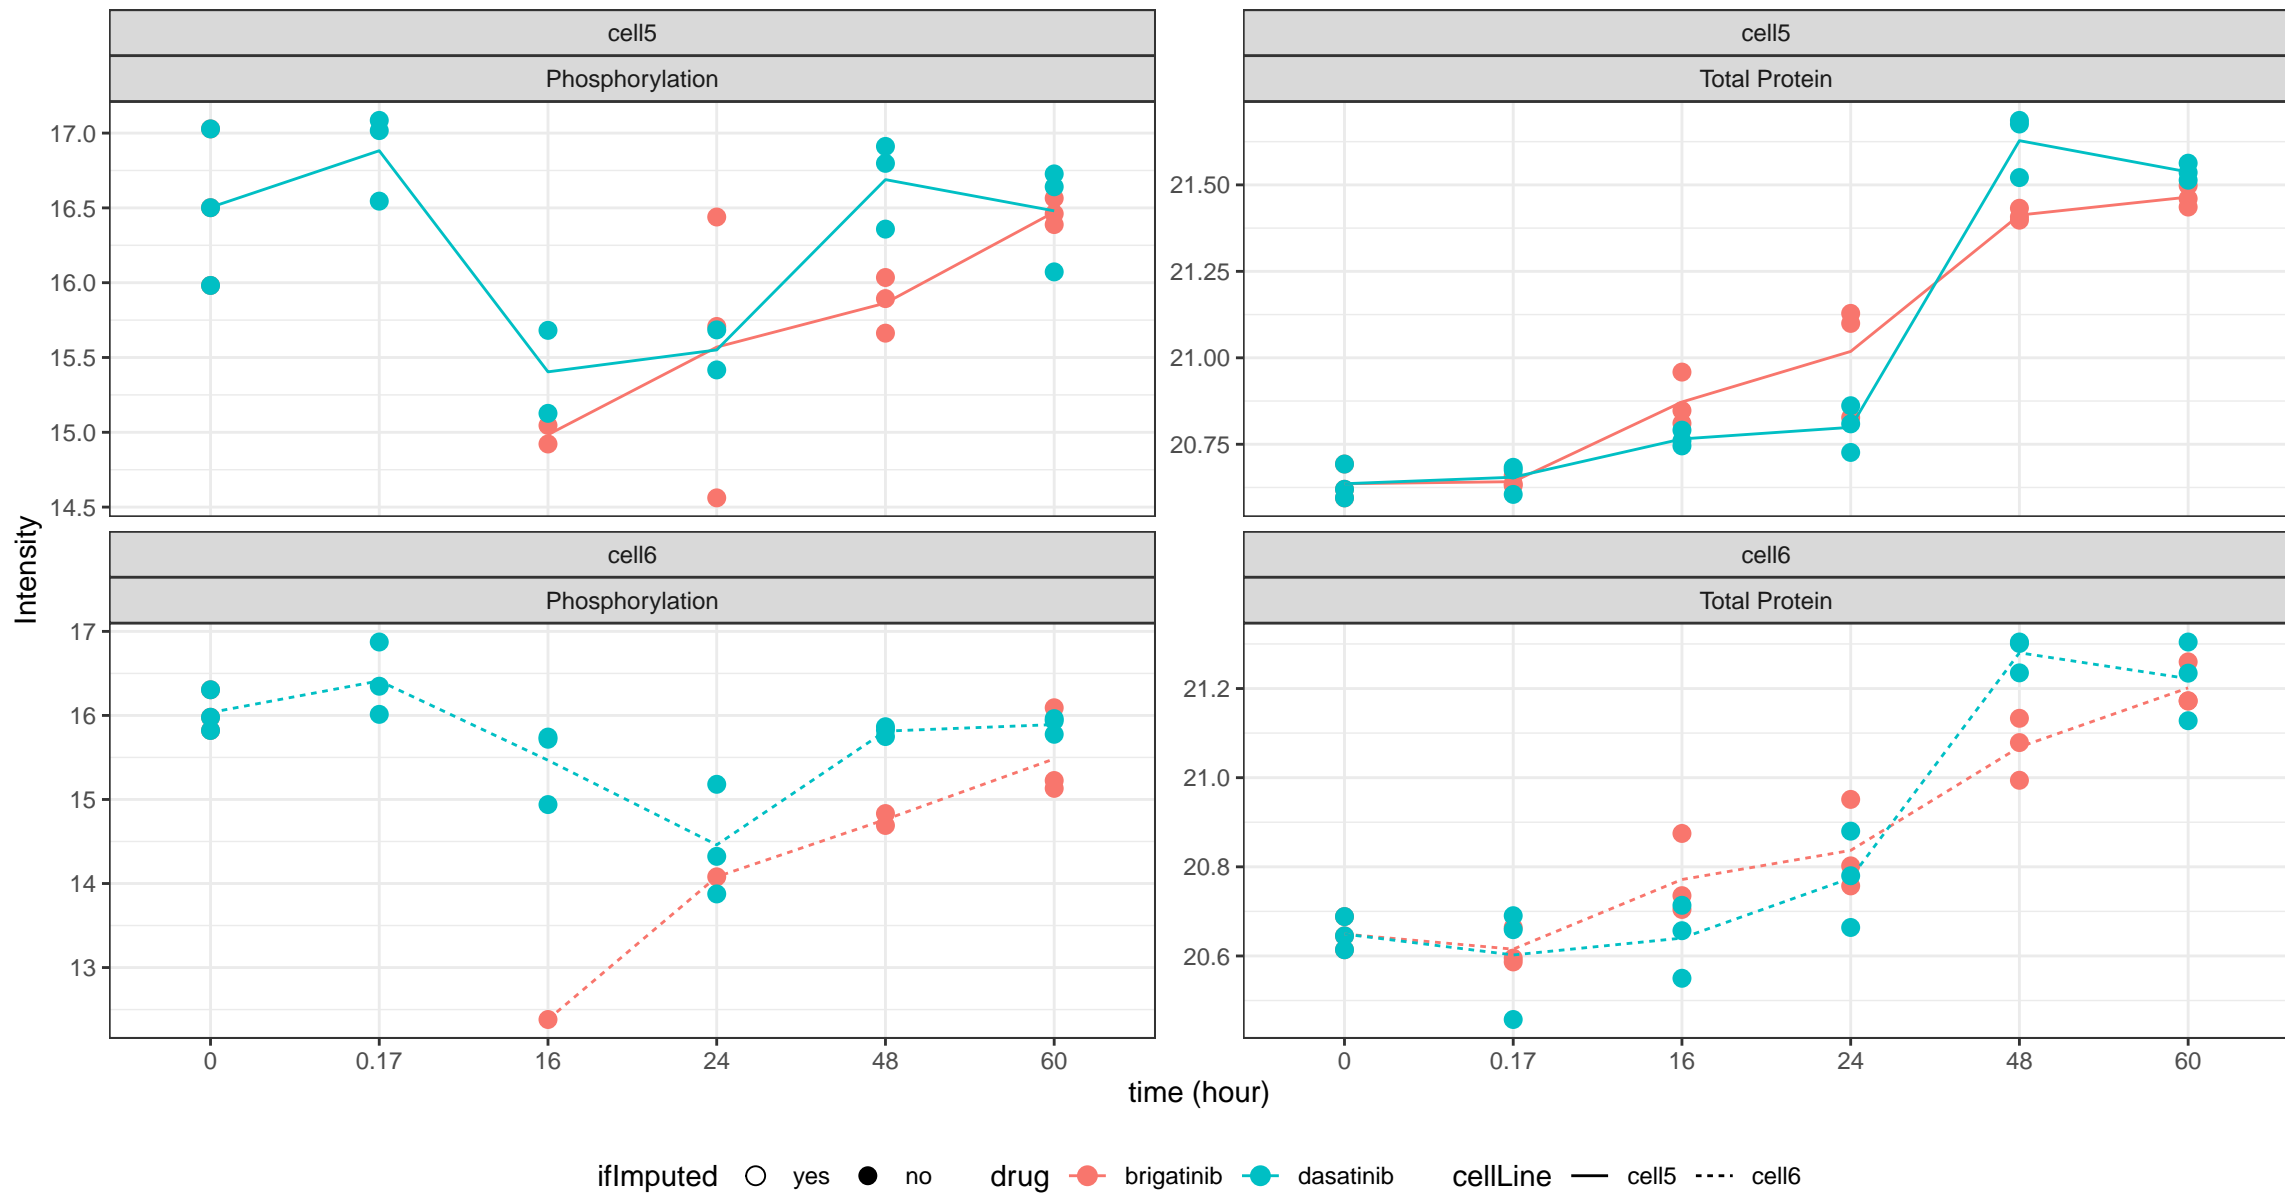 cell5
Phosphorylation
cell5
Total Protein
17.0
16.5
16.0
15.5
15.0
14.5
21.50
21.25
21.00
20.75
Intensity
cell6
Phosphorylation
cell6
Total Protein
17
16
15
14
13
21.2
21.0
20.8
20.6
0 0.17 16 24 48 60
0 0.17 16 24 48 60
time (hour)
ifImputed yes no drug brigatinib dasatinib cellLine cell5 cell6